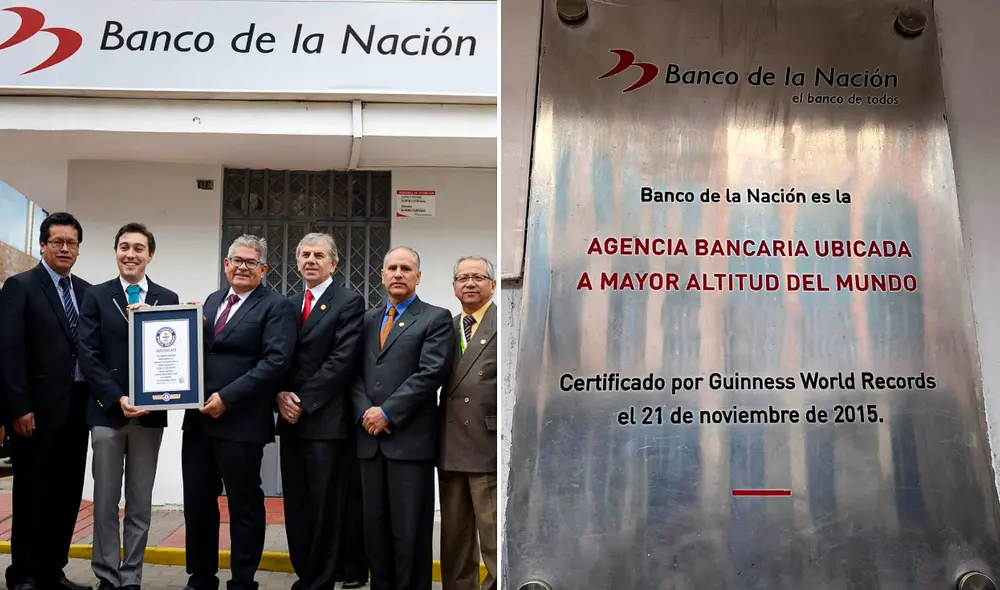 Banco de la Nación
CERTIFICATE
Banco de la Nación
el banco de todos
Banco de la Nación es la
AGENCIA BANCARIA UBICADA
A MAYOR ALTITUD DEL MUNDO
Certificado por Guinness World Records
el 21 de noviembre de 2015.